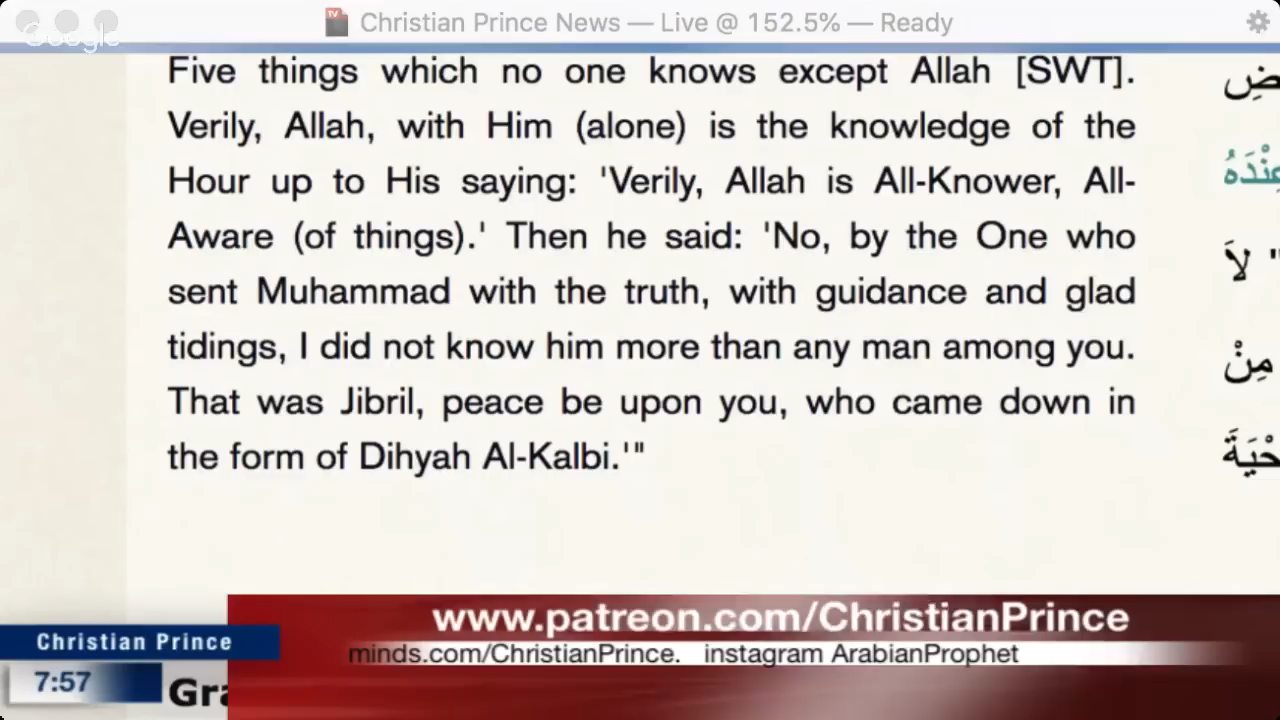 Christian Prince News — Live @ 152.5% — Ready
Google
Five things which no one knows except Allah [SWT].
Verily, Allah, with Him (alone) is the knowledge of the
Hour up to His saying: 'Verily, Allah is All-Knower, All-
Aware (of things).' Then he said: 'No, by the One who
sent Muhammad with the truth, with guidance and glad
tidings, I did not know him more than any man among you.
That was Jibril, peace be upon you, who came down in
the form of Dihyah Al-Kalbi.'"
عِنْدَهُ
لاَ "
مِنْ
www.patreon.com/ChristianPrince
Christian Prince
minds.com/ChristianPrince. instagram ArabianProphet
7:57